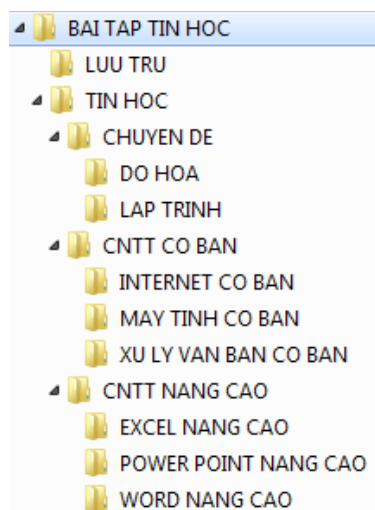 BAI TAP TIN HOC
LUU TRU
TIN HOC
CHUYEN DE
DO HOA
LAP TRINH
CNTT CO BAN
INTERNET CO BAN
MAY TINH CO BAN
XU LY VAN BAN CO BAN
CNTT NANG CAO
EXCEL NANG CAO
POWER POINT NANG CAO
WORD NANG CAO